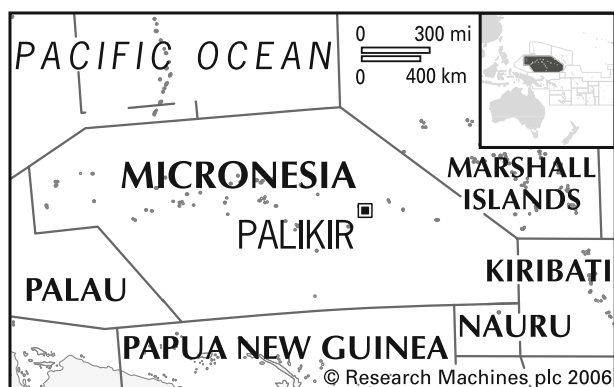 PACIFIC OCEAN
0 300 mi
0 400 km
MICRONESIA
MARSHALL
ISLANDS
PALIKIR
KIRIBATI
PALAU
NAURU
PAPUA NEW GUINEA
© Research Machines plc 2006